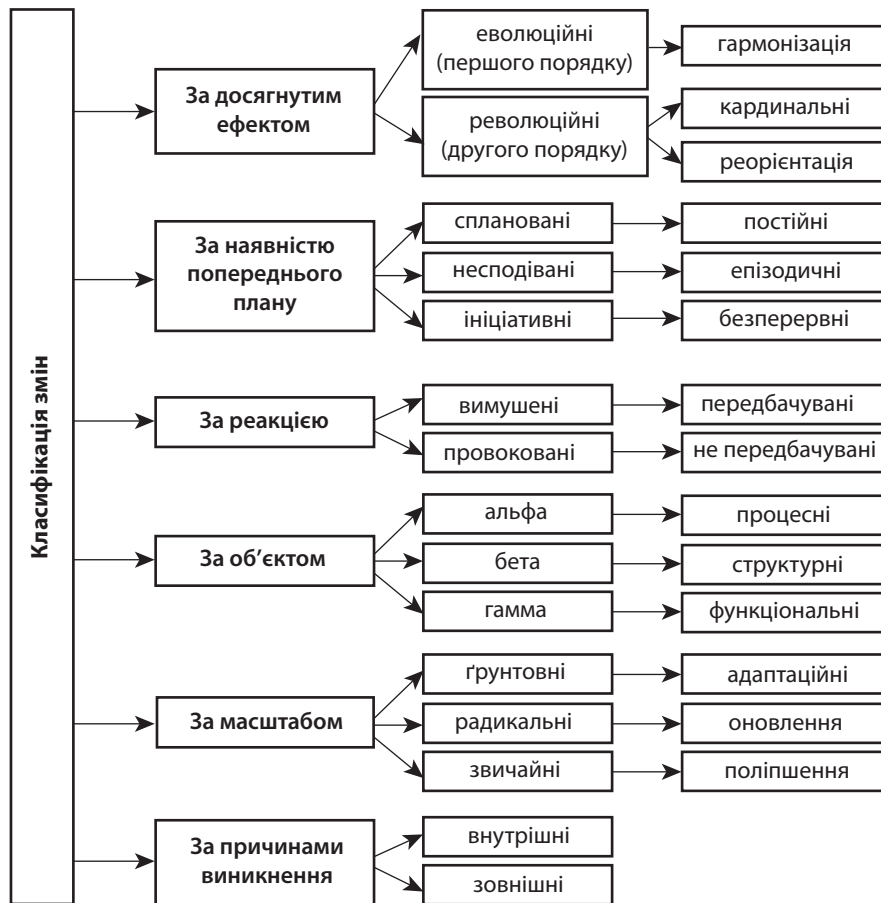 Класифікація змін
За досягнутим
ефектом
еволюційні
(першого порядку)
гармонізація
революційні
(другого порядку)
кардинальні
реорієнтація
За наявністю
попереднього
плану
сплановані
постійні
несподівані
епізодичні
ініціативні
безперервні
За реакцією
вимушені
передбачувані
провоковані
не передбачувані
За об’єктом
альфа
процесні
бета
структурні
гамма
функціональні
За масштабом
ґрунтовні
адаптаційні
радикальні
оновлення
звичайні
поліпшення
За причинами
виникнення
внутрішні
зовнішні